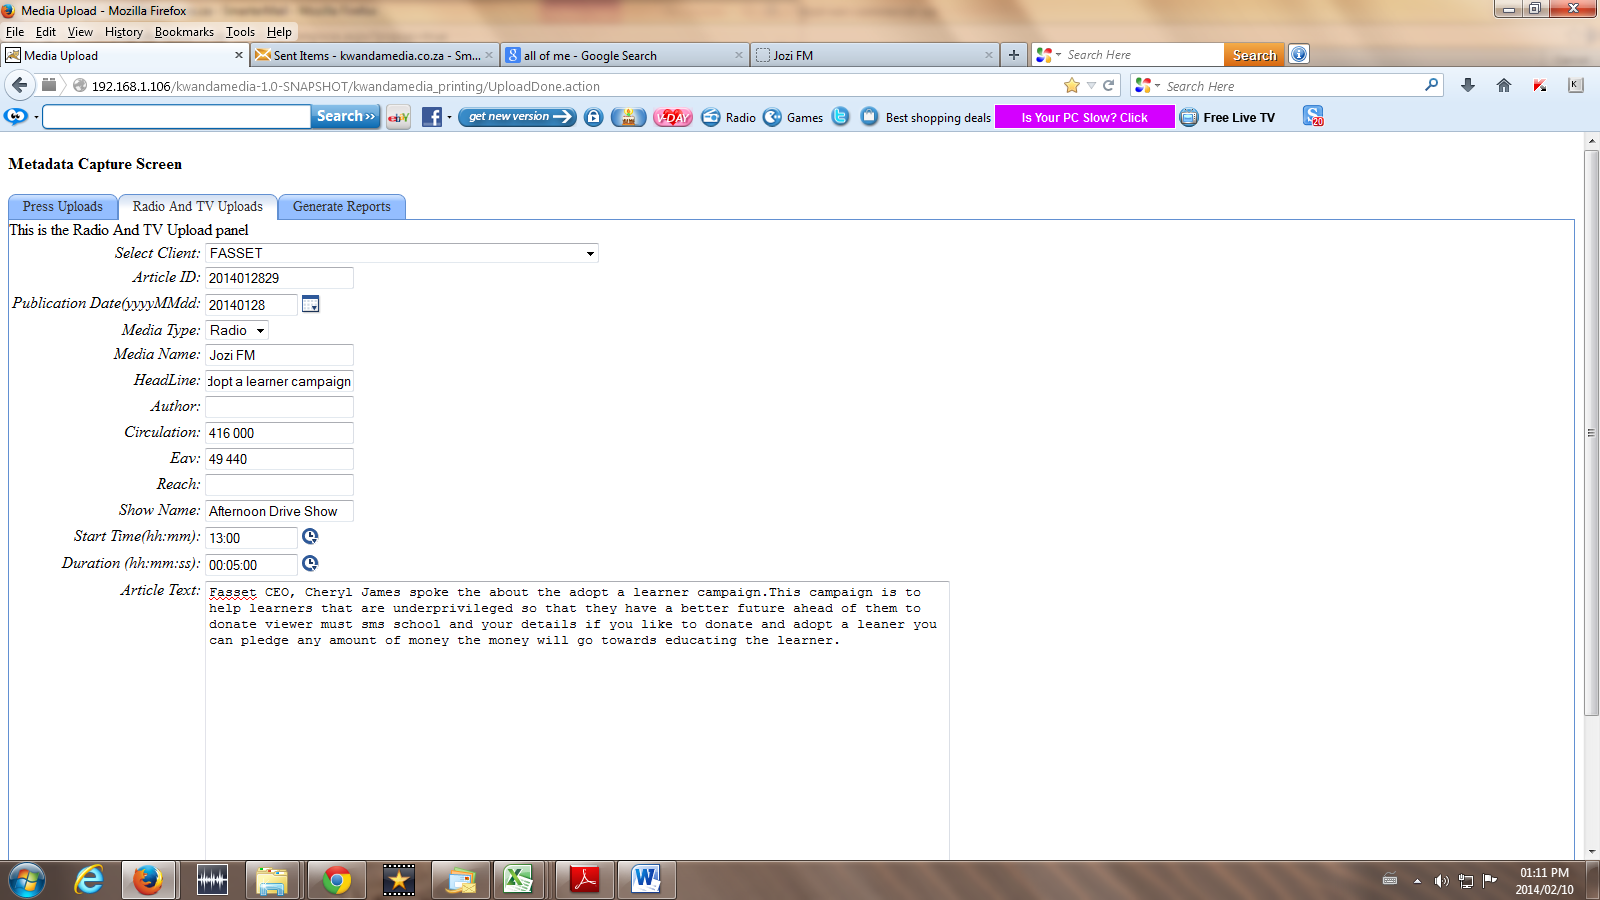 Media Upload - Mozilla Firefox
File Edit View History Bookmarks Tools Help
Media Upload
Sent Items - kwandamedia.co.za - Sm...
all of me - Google Search
Jozi FM
Search Here
Search
192.168.1.106/kwandamedia-1.0-SNAPSHOT/kwandamedia_printing/UploadDone.action
Search Here
Search >>
ebY
get new version
V-DAY
Radio
Games
Best shopping deals
Is Your PC Slow? Click
Free Live TV
20
Metadata Capture Screen
Press Uploads
Radio And TV Uploads
Generate Reports
This is the Radio And TV Upload panel
Select Client: FASSET
Article ID: 2014012829
Publication Date(yyyyMMdd: 20140128
Media Type: Radio
Media Name: Jozi FM
HeadLine: dopt a learner campaign
Author:
Circulation: 416 000
Eav: 49 440
Reach:
Show Name: Afternoon Drive Show
Start Time(hh:mm): 13:00
Duration (hh:mm:ss): 00:05:00
Article Text: Fasset CEO, Cheryl James spoke the about the adopt a learner campaign.This campaign is to
help learners that are underprivileged so that they have a better future ahead of them to
donate viewer must sms school and your details if you like to donate and adopt a leaner you
can pledge any amount of money the money will go towards educating the learner.
01:11 PM
2014/02/10